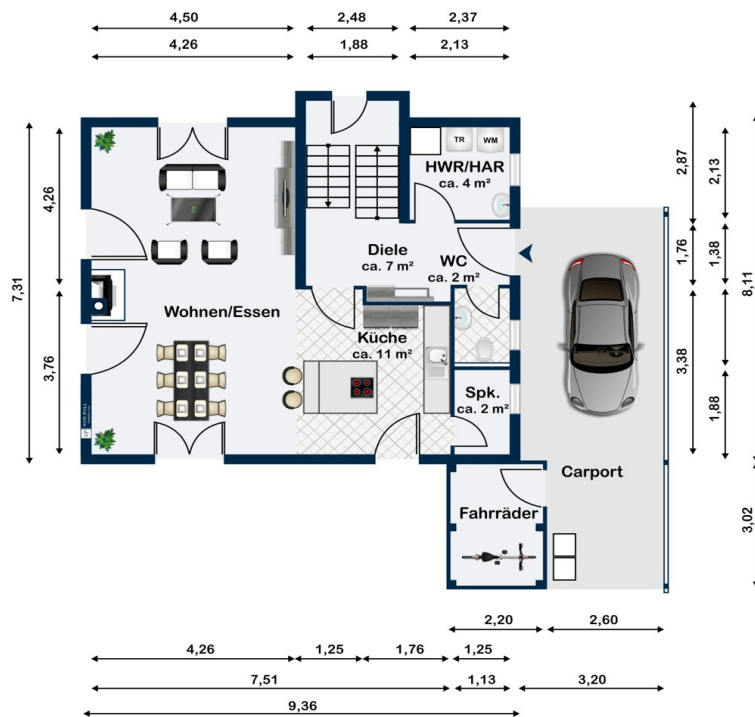 4,50
2,48
2,37
4,26
1,88
2,13
TR
WM
HWR/HAR
ca. 4 m²
2,87
2,13
4,26
Diele
ca. 7 m²
WC
ca. 2 m²
1,76
1,38
7,31
8,11
Wohnen/Essen
Küche
ca. 11 m²
3,76
3,38
Spk.
ca. 2 m²
1,88
VP
VON POLL
Carport
Fahrräder
3,02
2,20
2,60
4,26
1,25
1,76
1,25
7,51
1,13
3,20
9,36